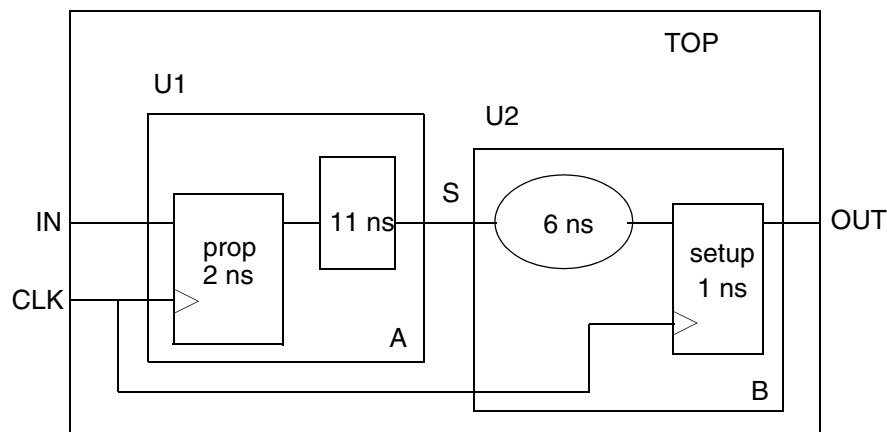 TOP
U1
U2
IN
prop
2 ns
11 ns
S
6 ns
setup
1 ns
OUT
CLK
A
B